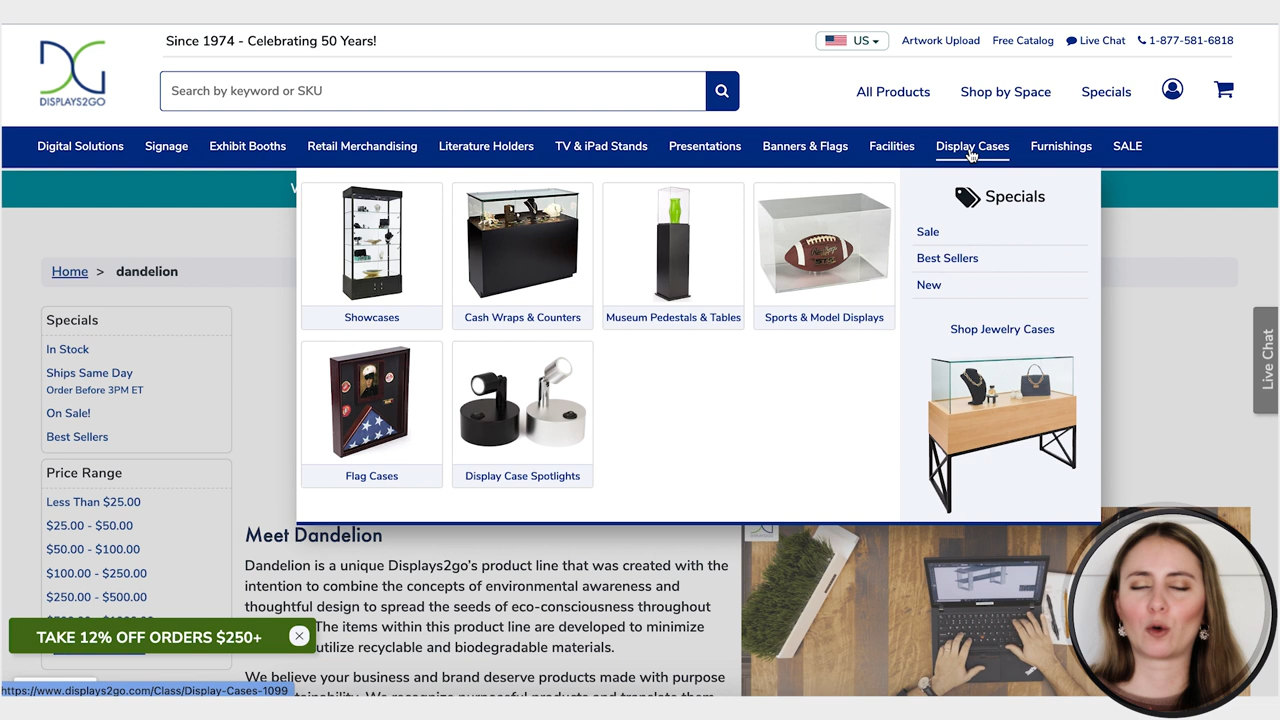 Since 1974 - Celebrating 50 Years!
US
Artwork Upload
Free Catalog
Live Chat
1-877-581-6818
DISPLAYS2GO
Search by keyword or SKU
All Products
Shop by Space
Specials
Digital Solutions
Signage
Exhibit Booths
Retail Merchandising
Literature Holders
TV & iPad Stands
Presentations
Banners & Flags
Facilities
Display Cases
Furnishings
SALE
Showcases
Cash Wraps & Counters
Museum Pedestals & Tables
Sports & Model Displays
Flag Cases
Display Case Spotlights
Specials
Sale
Best Sellers
New
Shop Jewelry Cases
Home > dandelion
Specials
In Stock
Ships Same Day
Order Before 3PM ET
On Sale!
Best Sellers
Price Range
Less Than $25.00
$25.00 - $50.00
$50.00 - $100.00
$100.00 - $250.00
$250.00 - $500.00
Live Chat
Meet Dandelion
Dandelion is a unique Displays2go's product line that was created with the
intention to combine the concepts of environmental awareness and
thoughtful design to spread the seeds of eco-consciousness throughout
The items within this product line are developed to minimize
utilize recyclable and biodegradable materials.
We believe your business and brand deserve products made with purpose
TAKE 12% OFF ORDERS $250+
https://www.displays2go.com/Class/Display-Cases-1099